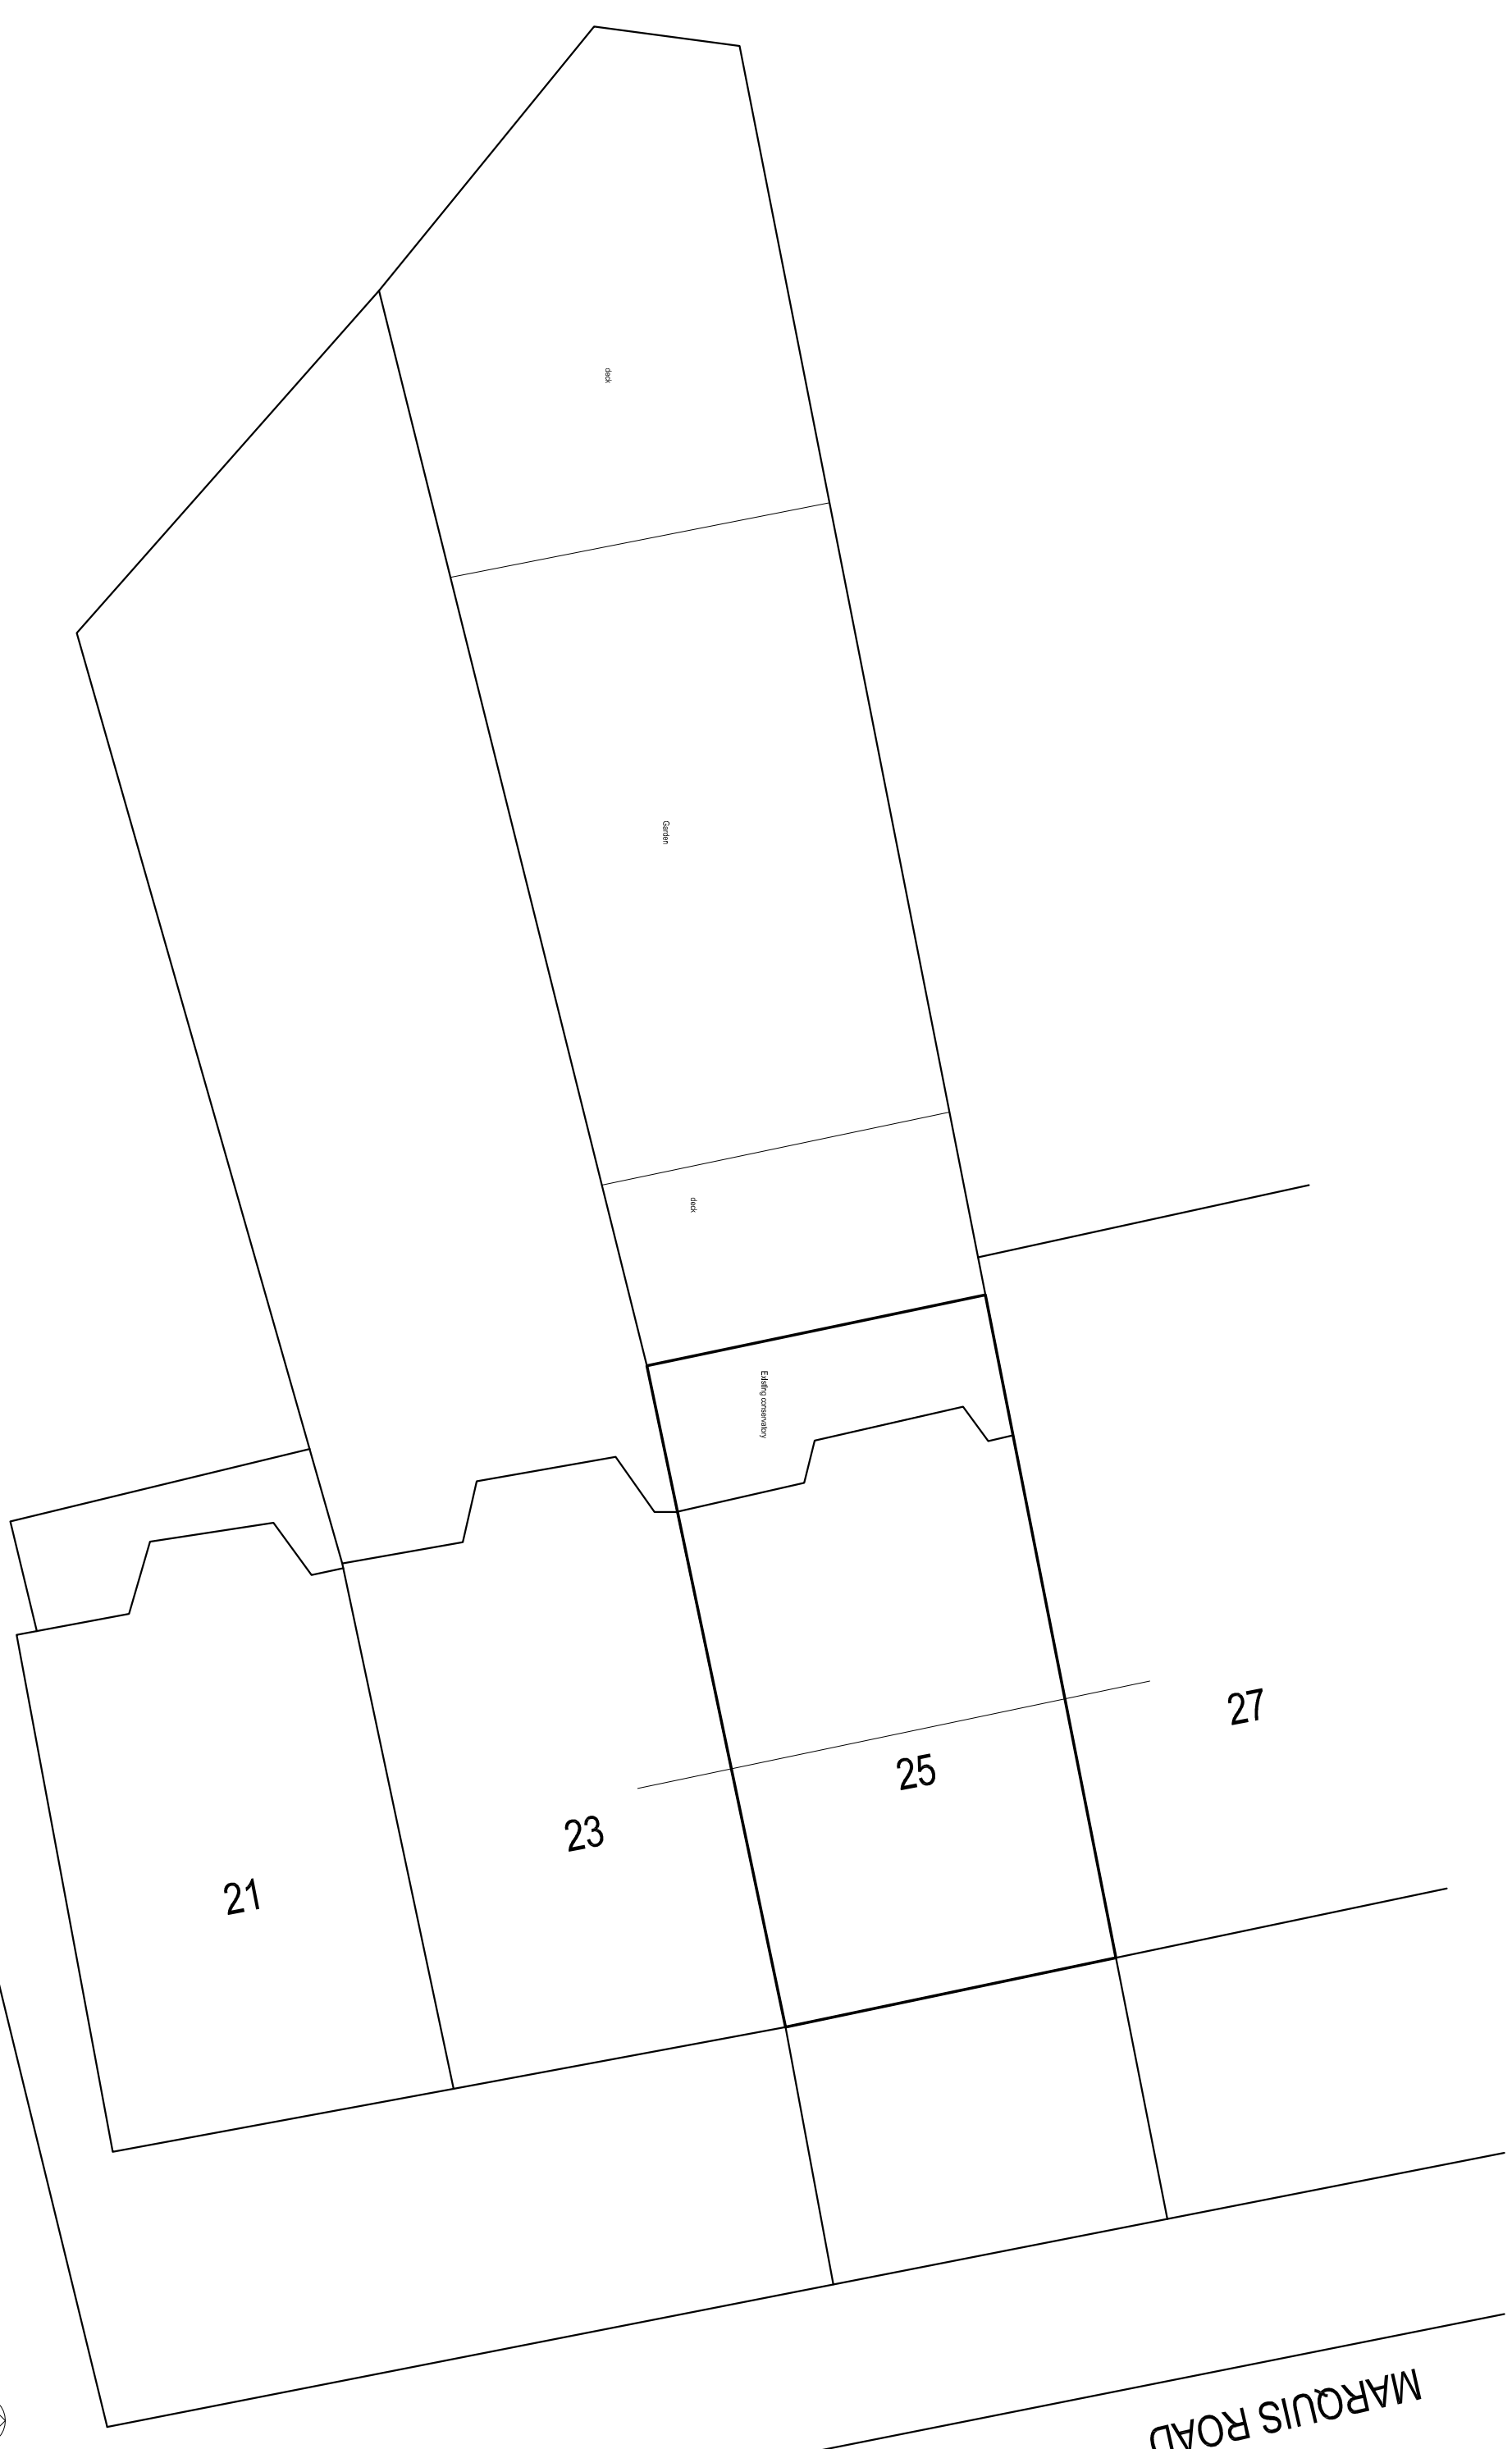 deck
Garden
deck
Existing conservatory
27
25
23
21
MARQUIS ROAD